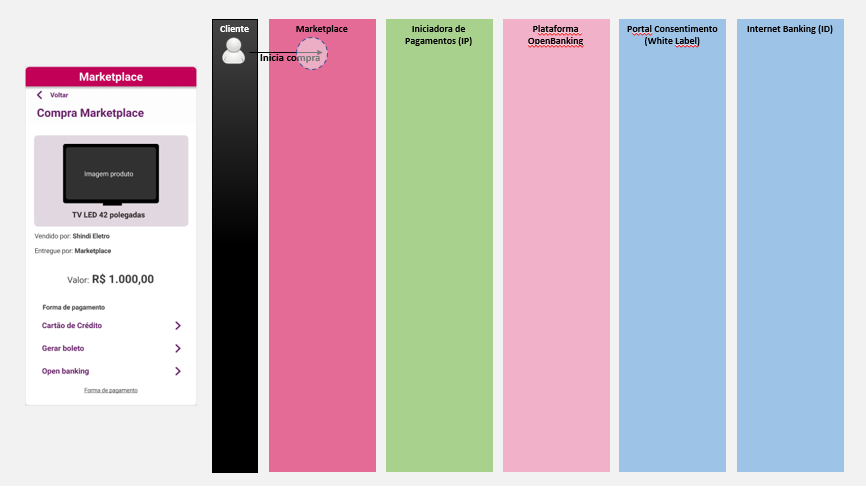 Marketplace
Voltar
Compra Marketplace
Imagem produto
TV LED 42 polegadas
Vendido por: Shindi Eletro
Entregue por: Marketplace
Valor: R$ 1.000,00
Forma de pagamento
Cartão de Crédito
Gerar boleto
Open banking
Forma de pagamento
Cliente
Inicia compra
Marketplace
Iniciadora de
Pagamentos (IP)
Plataforma
OpenBanking
Portal Consentimento
(White Label)
Internet Banking (ID)